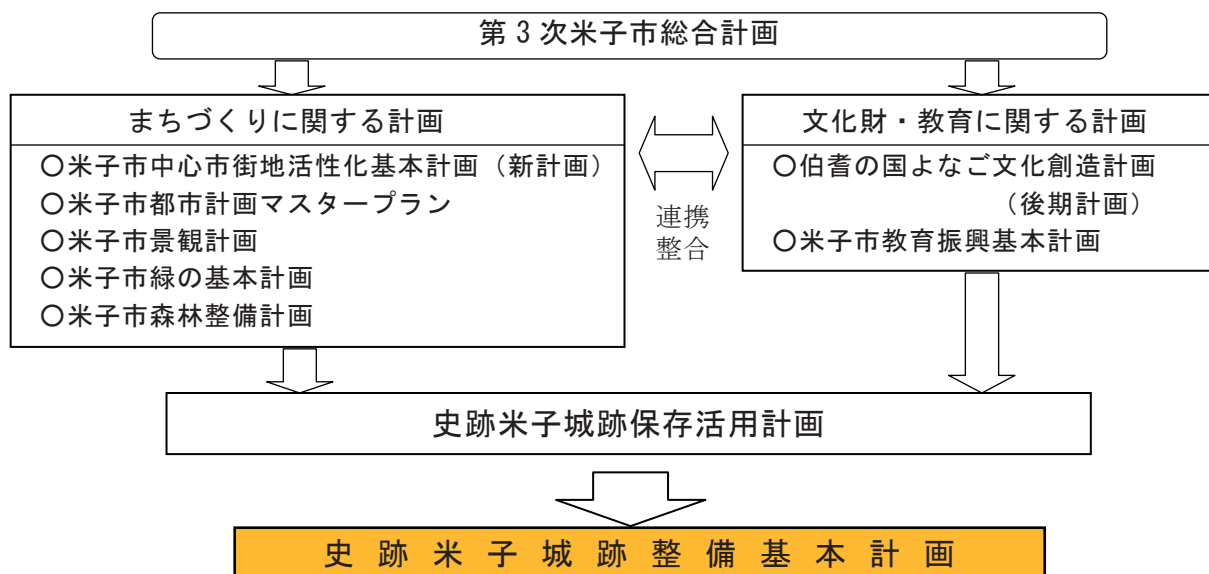 第3次米子市総合計画
まちづくりに関する計画
〇米子市中心市街地活性化基本計画（新計画）
〇米子市都市計画マスタープラン
〇米子市景観計画
〇米子市緑の基本計画
〇米子市森林整備計画
連携
整合
文化財・教育に関する計画
〇伯耆の国よなご文化創造計画
（後期計画）
〇米子市教育振興基本計画
史跡米子城跡保存活用計画
史跡米子城跡整備基本計画